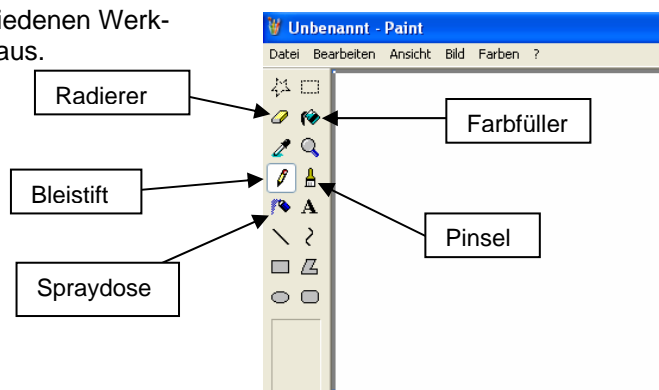 iedenen Werk-
aus.
Unbenannt - Paint
Datei Bearbeiten Ansicht Bild Farben ?
Radierer
Farbfüller
Bleistift
A
Pinsel
Spraydose